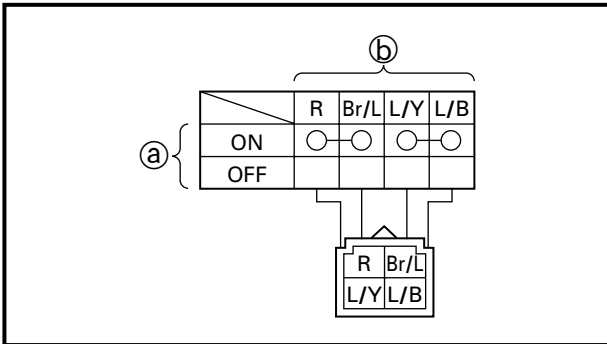 ⓑ
R Br/L L/Y L/B
ⓐ ON
OFF
R Br/L
L/Y L/B